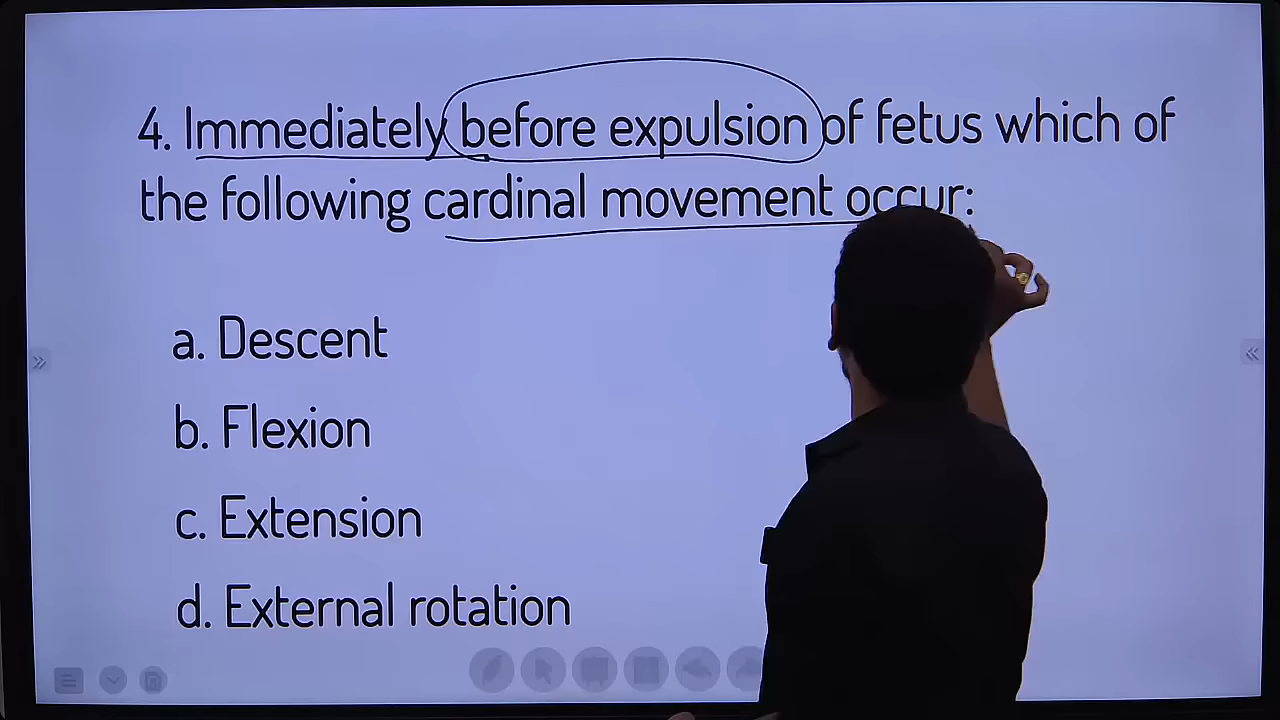 4. Immediately before expulsion of fetus which of
the following cardinal movement occur:
a. Descent
b. Flexion
c. Extension
d. External rotation